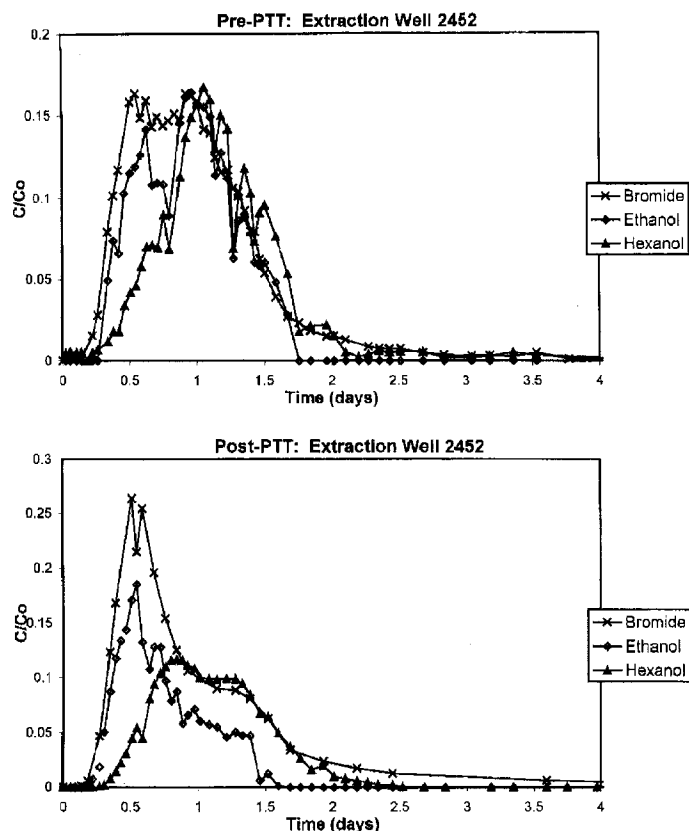 Pre-PTT: Extraction Well 2452
0.2
0.15
0.1
0.05
0
C/Co
0
0.5
1
1.5
2
2.5
3
3.5
4
Time (days)
Bromide
Ethanol
Hexanol
Post-PTT: Extraction Well 2452
0.3
0.25
0.2
0.15
0.1
0.05
0
C/Co
0
0.5
1
1.5
2
2.5
3
3.5
4
Time (days)
Bromide
Ethanol
Hexanol